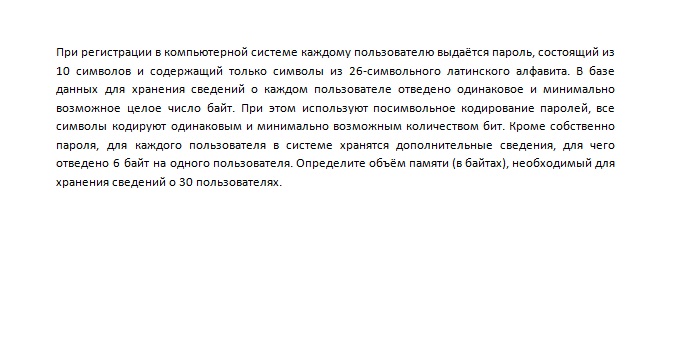 При регистрации в компьютерной системе каждому пользователю выдаётся пароль, состоящий из
10 символов и содержащий только символы из 26-символьного латинского алфавита. В базе
данных для хранения сведений о каждом пользователе отведено одинаковое и минимально
возможное целое число байт. При этом используют посимвольное кодирование паролей, все
символы кодируют одинаковым и минимально возможным количеством бит. Кроме собственно
пароля, для каждого пользователя в системе хранятся дополнительные сведения, для чего
отведено 6 байт на одного пользователя. Определите объём памяти (в байтах), необходимый для
хранения сведений о 30 пользователях.